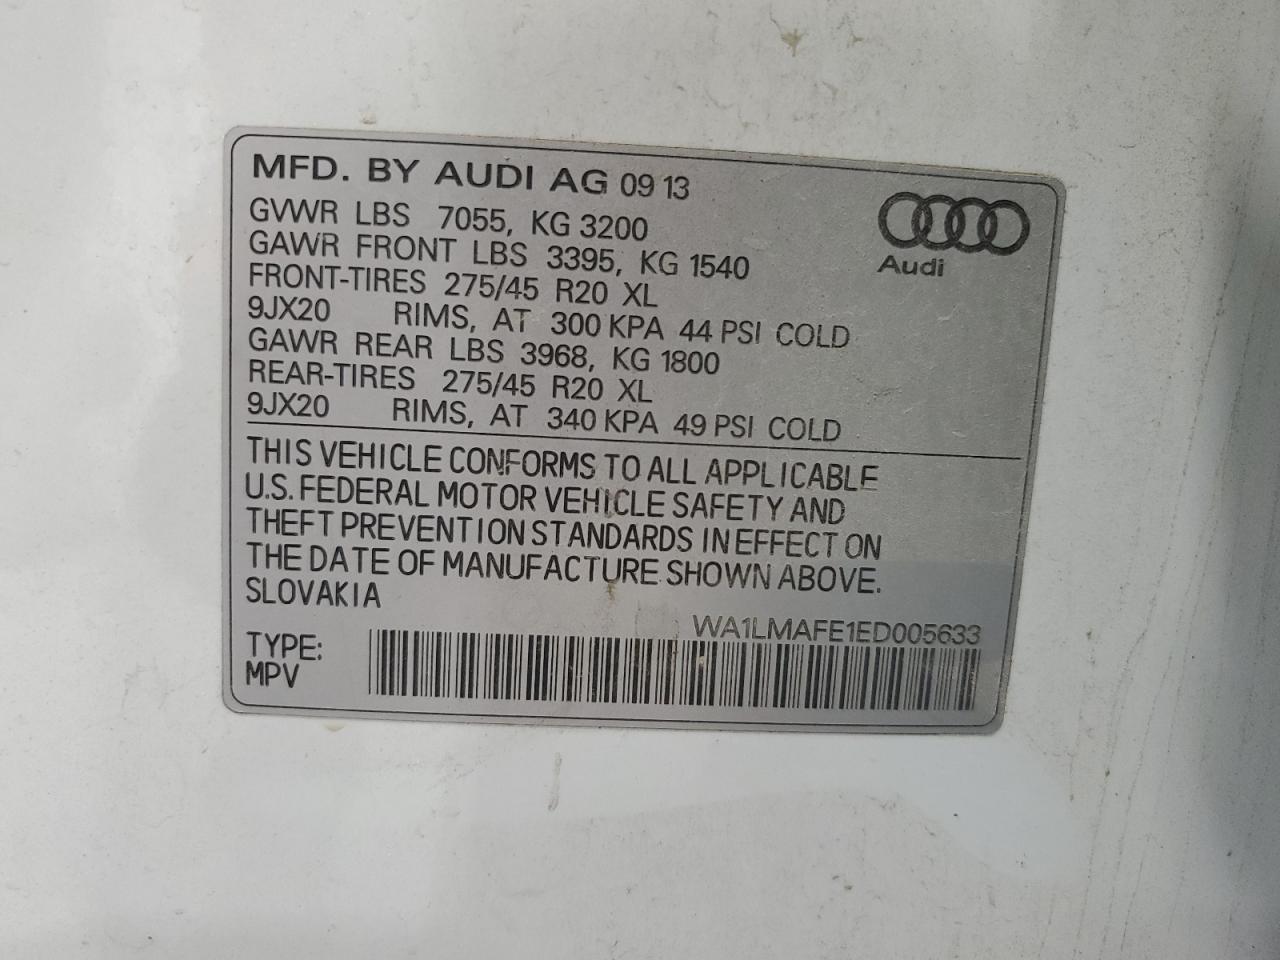 MFD. BY AUDI AG 09 13
GVWR LBS 7055, KG 3200
GAWR FRONT LBS 3395, KG 1540
FRONT-TIRES 275/45 R20 XL
9JX20 RIMS, AT 300 KPA 44 PSI COLD
GAWR REAR LBS 3968, KG 1800
REAR-TIRES 275/45 R20 XL
9JX20 RIMS, AT 340 KPA 49 PSI COLD
Audi
THIS VEHICLE CONFORMS TO ALL APPLICABLE
U.S. FEDERAL MOTOR VEHICLE SAFETY AND
THEFT PREVENTION STANDARDS IN EFFECT ON
THE DATE OF MANUFACTURE SHOWN ABOVE.
SLOVAKIA
WA1LMAFE1ED005633
TYPE:
MPV